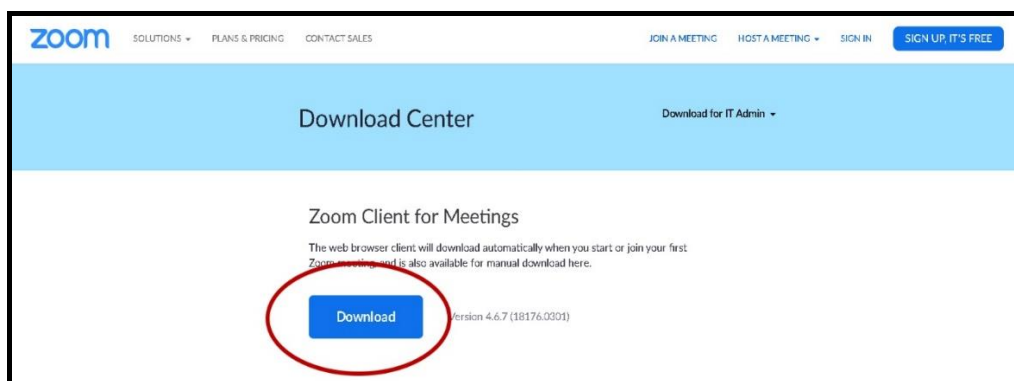 zoom SOLUTIONS PLANS & PRICING CONTACT SALES JOIN A MEETING HOST A MEETING SIGN IN SIGN UP, IT'S FREE
Download Center Download for IT Admin
Zoom Client for Meetings
The web browser client will download automatically when you start or join your first
Zoom meeting, and is also available for manual download here.
Download Version 4.6.7 (18176.0301)